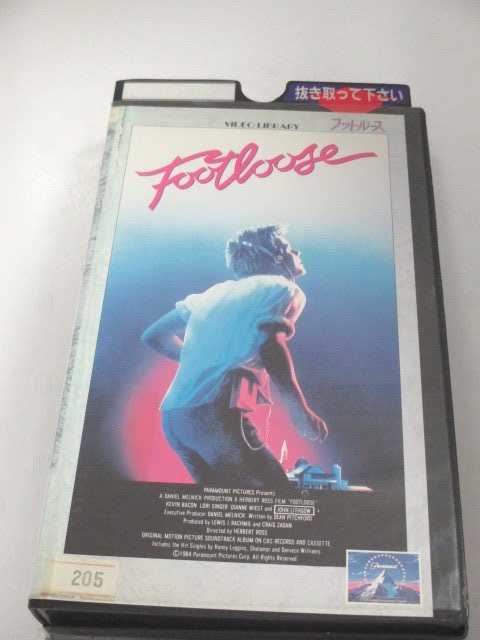 抜き取って下さい
VIDEO LIBRARY フットルース
Footloose
PARAMOUNT PICTURES Presents
A DANIEL MELNICK PRODUCTION A HERBERT ROSS FILM "FOOTLOOSE"
KEVIN BACON LORI SINGER DIANNE WIEST and JOHN LITHGOW
Executive Producer DANIEL MELNICK Written by DEAN PITCHFORD
Produced by LEWIS J. RACHMIL and CRAIG ZADAN
Directed by HERBERT ROSS
ORIGINAL MOTION PICTURE SOUNDTRACK ALBUM ON CBS RECORDS AND CASSETTE
Includes the Hit Singles by Kenny Loggins, Shalamar and Deniece Williams
©1984 Paramount Pictures Corp. All Rights Reserved
205
Paramount